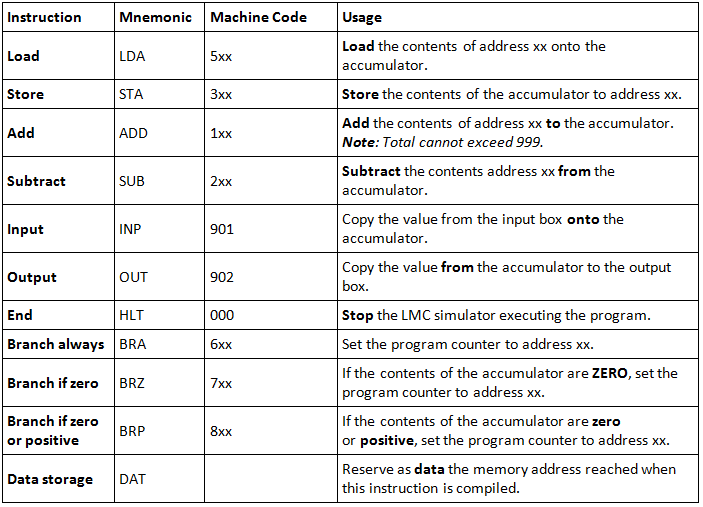 Instruction Mnemonic Machine Code Usage
Load LDA 5xx Load the contents of address xx onto the
accumulator.
Store STA 3xx Store the contents of the accumulator to address xx.
Add ADD 1xx Add the contents of address xx to the accumulator.
Note: Total cannot exceed 999.
Subtract SUB 2xx Subtract the contents address xx from the
accumulator.
Input INP 901 Copy the value from the input box onto the
accumulator.
Output OUT 902 Copy the value from the accumulator to the output
box.
End HLT 000 Stop the LMC simulator executing the program.
Branch always BRA 6xx Set the program counter to address xx.
Branch if zero BRZ 7xx If the contents of the accumulator are ZERO, set the
program counter to address xx.
Branch if zero
or positive BRP 8xx If the contents of the accumulator are zero
or positive, set the program counter to address xx.
Data storage DAT Reserve as data the memory address reached when
this instruction is compiled.